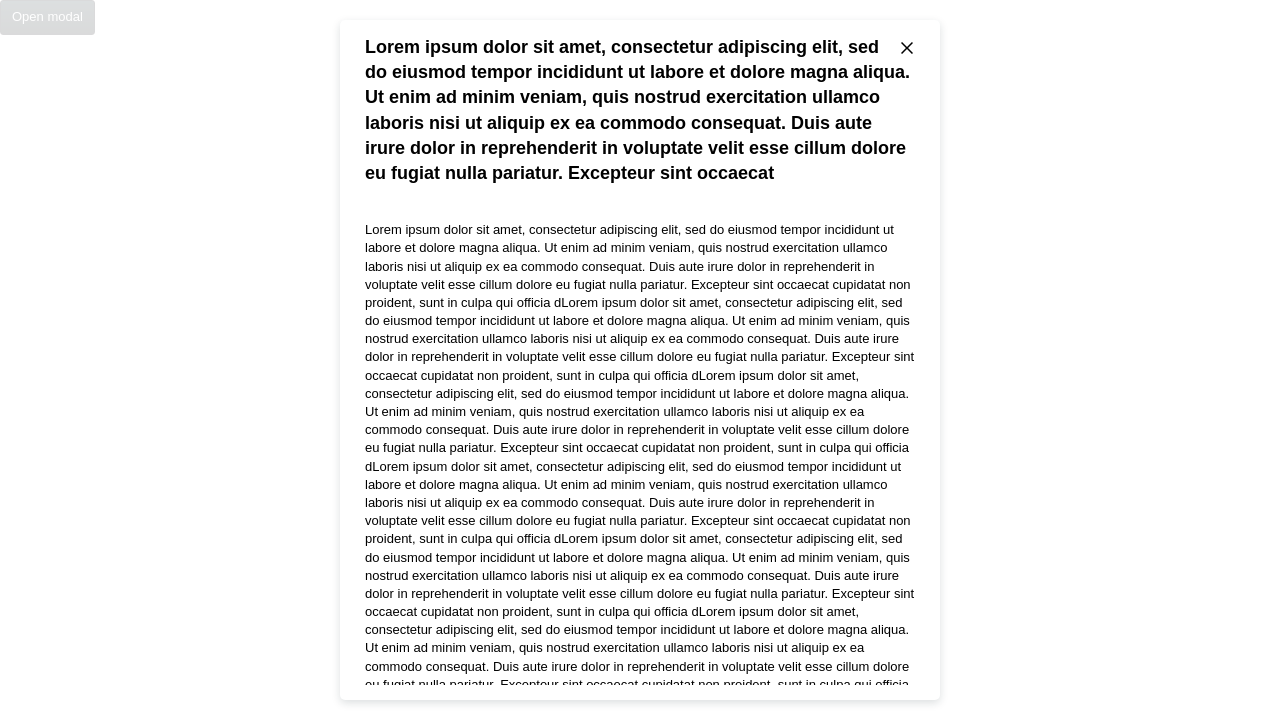 Open modal
Lorem ipsum dolor sit amet, consectetur adipiscing elit, sed
do eiusmod tempor incididunt ut labore et dolore magna aliqua.
Ut enim ad minim veniam, quis nostrud exercitation ullamco
laboris nisi ut aliquip ex ea commodo consequat. Duis aute
irure dolor in reprehenderit in voluptate velit esse cillum dolore
eu fugiat nulla pariatur. Excepteur sint occaecat
Lorem ipsum dolor sit amet, consectetur adipiscing elit, sed do eiusmod tempor incididunt ut
labore et dolore magna aliqua. Ut enim ad minim veniam, quis nostrud exercitation ullamco
laboris nisi ut aliquip ex ea commodo consequat. Duis aute irure dolor in reprehenderit in
voluptate velit esse cillum dolore eu fugiat nulla pariatur. Excepteur sint occaecat cupidatat non
proident, sunt in culpa qui officia dLorem ipsum dolor sit amet, consectetur adipiscing elit, sed
do eiusmod tempor incididunt ut labore et dolore magna aliqua. Ut enim ad minim veniam, quis
nostrud exercitation ullamco laboris nisi ut aliquip ex ea commodo consequat. Duis aute irure
dolor in reprehenderit in voluptate velit esse cillum dolore eu fugiat nulla pariatur. Excepteur sint
occaecat cupidatat non proident, sunt in culpa qui officia dLorem ipsum dolor sit amet,
consectetur adipiscing elit, sed do eiusmod tempor incididunt ut labore et dolore magna aliqua.
Ut enim ad minim veniam, quis nostrud exercitation ullamco laboris nisi ut aliquip ex ea
commodo consequat. Duis aute irure dolor in reprehenderit in voluptate velit esse cillum dolore
eu fugiat nulla pariatur. Excepteur sint occaecat cupidatat non proident, sunt in culpa qui officia
dLorem ipsum dolor sit amet, consectetur adipiscing elit, sed do eiusmod tempor incididunt ut
labore et dolore magna aliqua. Ut enim ad minim veniam, quis nostrud exercitation ullamco
laboris nisi ut aliquip ex ea commodo consequat. Duis aute irure dolor in reprehenderit in
voluptate velit esse cillum dolore eu fugiat nulla pariatur. Excepteur sint occaecat cupidatat non
proident, sunt in culpa qui officia dLorem ipsum dolor sit amet, consectetur adipiscing elit, sed
do eiusmod tempor incididunt ut labore et dolore magna aliqua. Ut enim ad minim veniam, quis
nostrud exercitation ullamco laboris nisi ut aliquip ex ea commodo consequat. Duis aute irure
dolor in reprehenderit in voluptate velit esse cillum dolore eu fugiat nulla pariatur. Excepteur sint
occaecat cupidatat non proident, sunt in culpa qui officia dLorem ipsum dolor sit amet,
consectetur adipiscing elit, sed do eiusmod tempor incididunt ut labore et dolore magna aliqua.
Ut enim ad minim veniam, quis nostrud exercitation ullamco laboris nisi ut aliquip ex ea
commodo consequat. Duis aute irure dolor in reprehenderit in voluptate velit esse cillum dolore
eu fugiat nulla pariatur. Excepteur sint occaecat cupidatat non proident, sunt in culpa qui officia